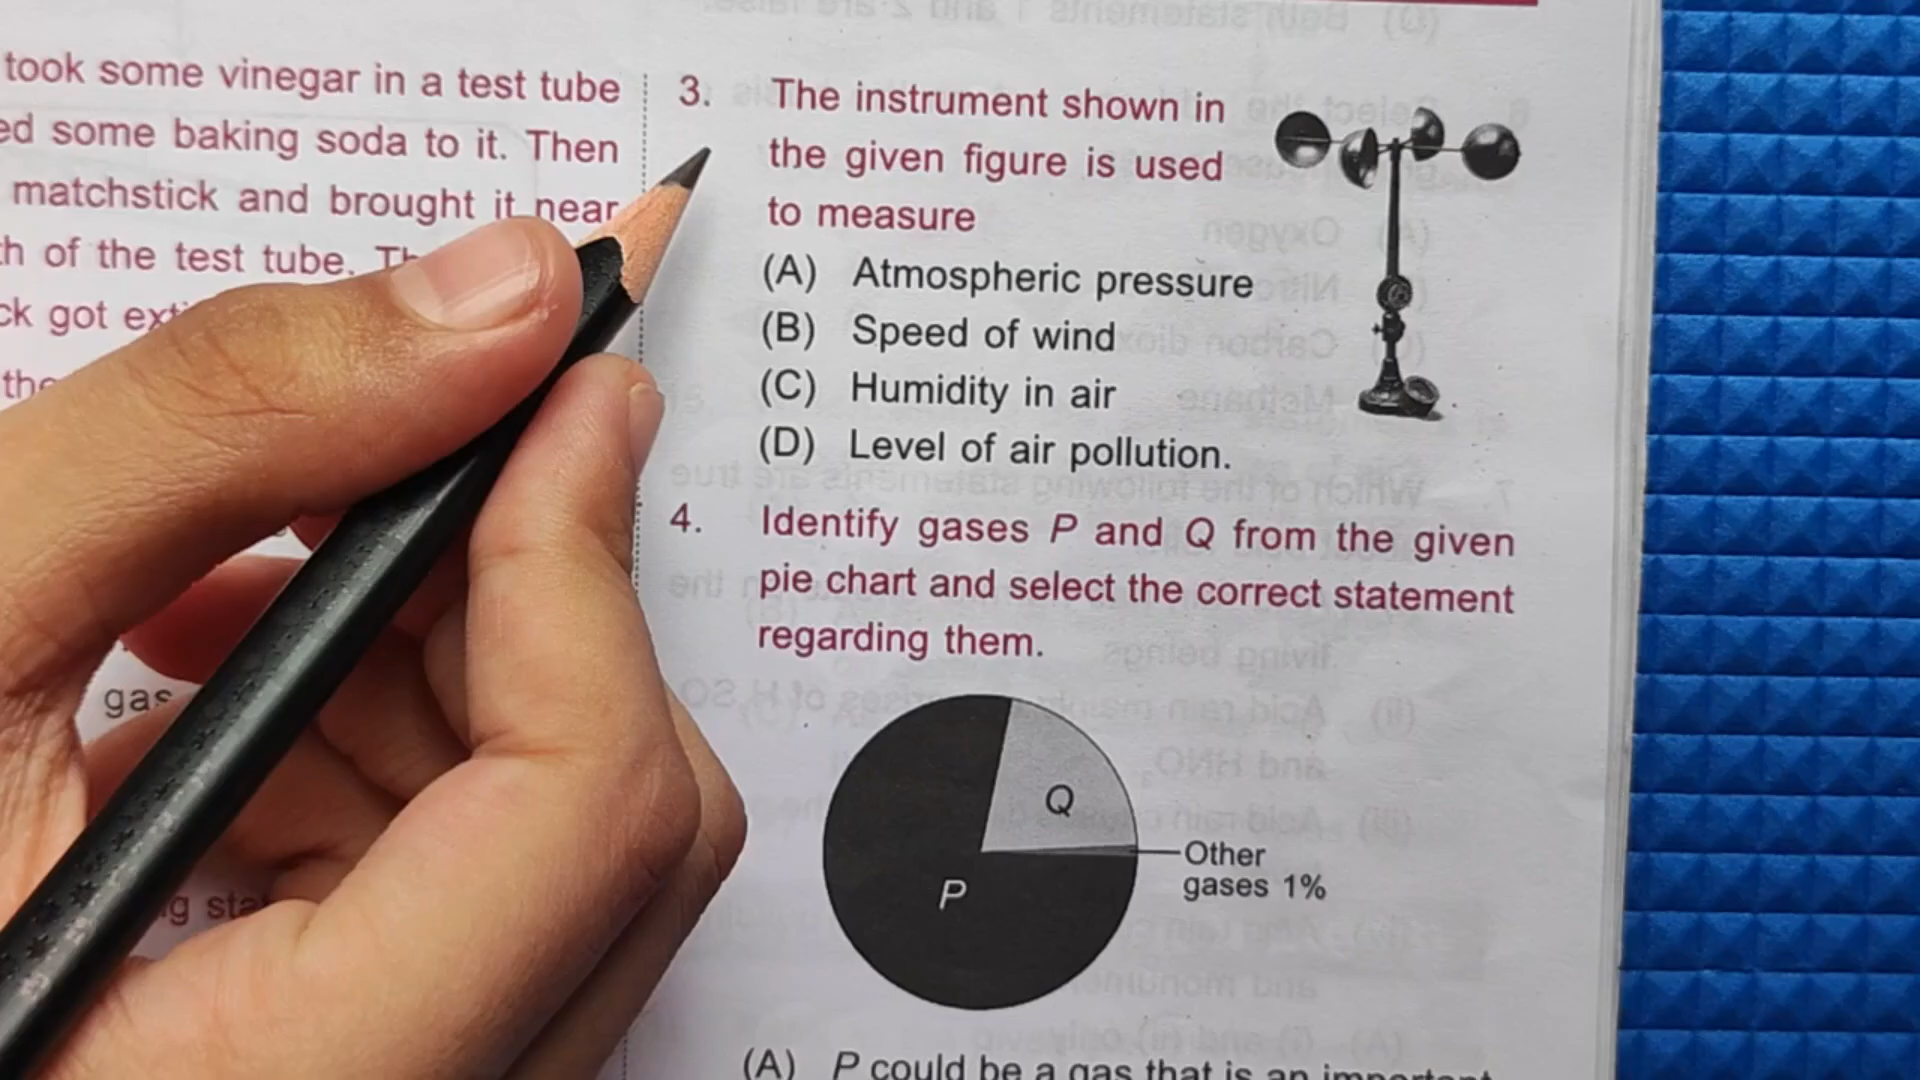 took some vinegar in a test tube
ed some baking soda to it. Then
matchstick and brought it near
th of the test tube.
ck got
the
gas
g sta
3. The instrument shown in
the given figure is used
to measure
(A) Atmospheric pressure
(B) Speed of wind
(C) Humidity in air
(D) Level of air pollution.
4. Identify gases P and Q from the given
pie chart and select the correct statement
regarding them.
Q
P
Other
gases 1%
(A) P could be a gas that is an important